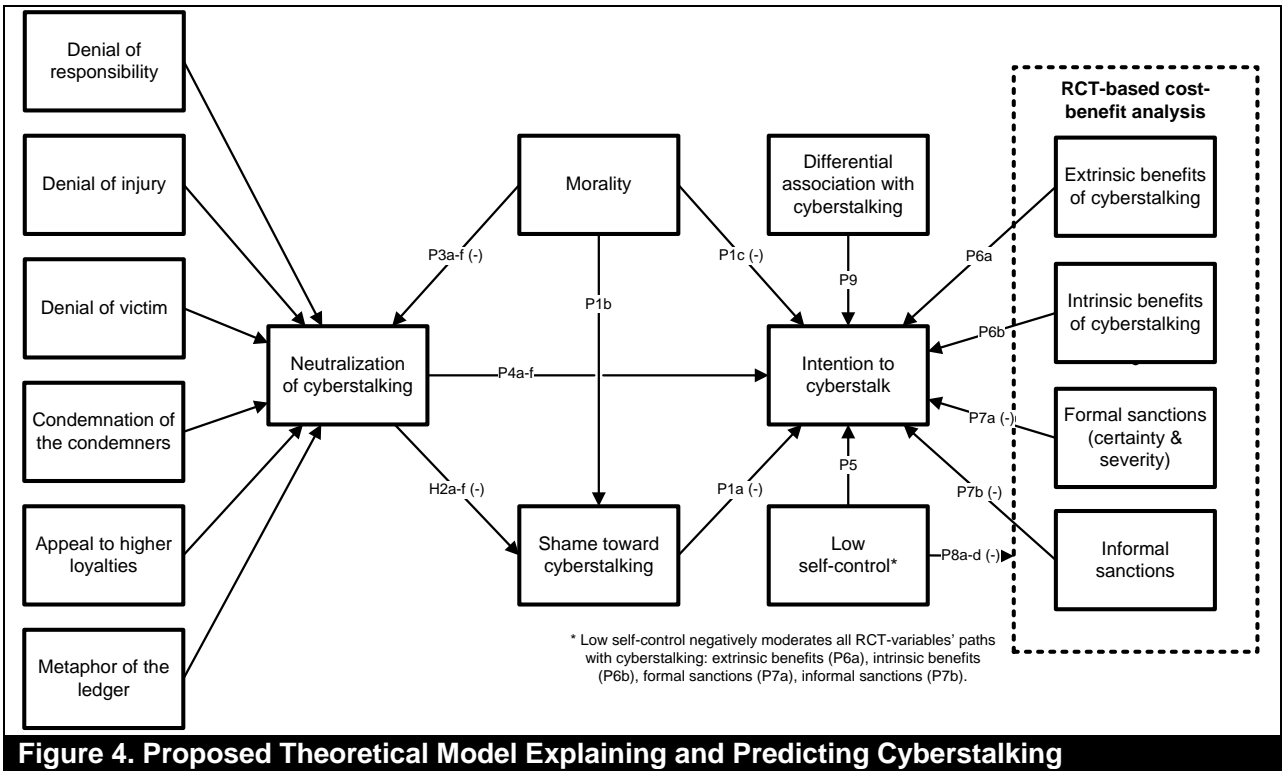 Denial of
responsibility
Denial of injury
Denial of victim
Condemnation of
the condemners
Appeal to higher
loyalties
Metaphor of the
ledger
Neutralization
of cyberstalking
Morality
Shame toward
cyberstalking
Differential
association with
cyberstalking
Intention to
cyberstalk
Low
self-control*
RCT-based cost-
benefit analysis
Extrinsic benefits
of cyberstalking
Intrinsic benefits
of cyberstalking
Formal sanctions
(certainty &
severity)
Informal
sanctions
P3a-f (-)
P1c (-)
P1b
P9
P6a
P6b
P4a-f
P7a (-)
P7b (-)
H2a-f (-)
P1a (-)
P5
P8a-d (-)
* Low self-control negatively moderates all RCT-variables’ paths
with cyberstalking: extrinsic benefits (P6a), intrinsic benefits
(P6b), formal sanctions (P7a), informal sanctions (P7b).
Figure 4. Proposed Theoretical Model Explaining and Predicting Cyberstalking